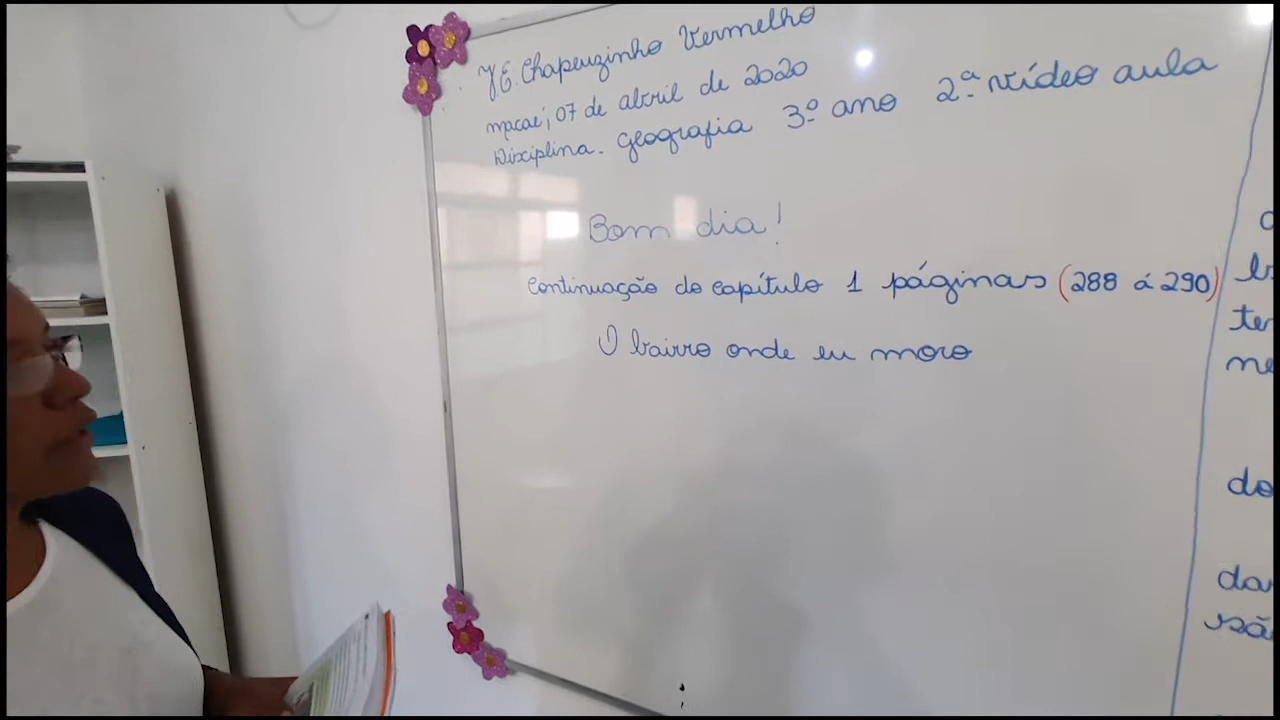 J.E. Chapeuzinho Vermelho
macaé, 07 de abril de 2020
Disciplina. Geografia 3º ano 2ª vídeo aula
Bom dia!
Continuação do capítulo 1 páginas (288 á 290)
O bairro onde eu moro
do